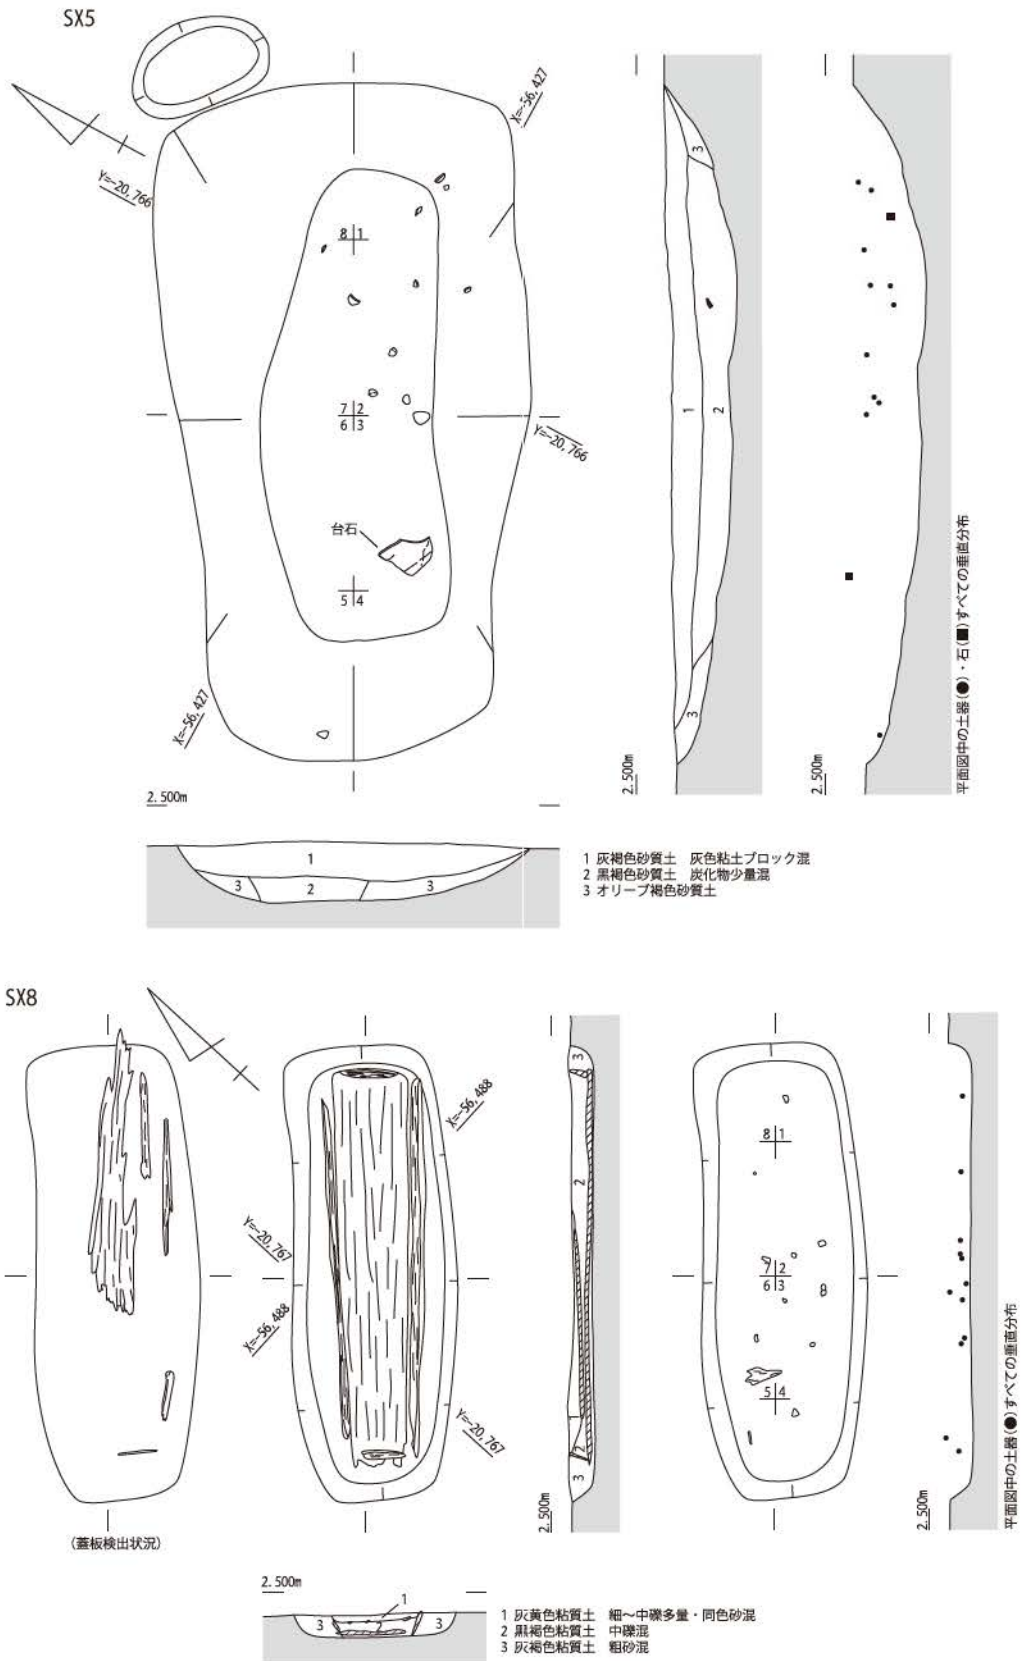 SX5
X=-56,427
Y=-20,766
8 1
7 2
6 3
Y=-20,766
台石
5 4
X=-56,427
3
1
2
3
2.500m
2.500m
平面図中の土器(●)・石(■)すべての垂直分布
2.500m
1
3
2
3
1 灰褐色砂質土 灰色粘土ブロック混
2 黒褐色砂質土 炭化物少量混
3 オリーブ褐色砂質土
SX8
(蓋板検出状況)
X=-56,488
Y=-20,767
X=-56,488
Y=-20,767
3
2
2
3
2.500m
8 1
7 2
6 3
5 4
2.500m
平面図中の土器(●)すべての垂直分布
2.500m
1
3
3
1 灰黄色粘質土 細～中礫多量・同色砂混
2 黒褐色粘質土 中礫混
3 灰褐色粘質土 粗砂混